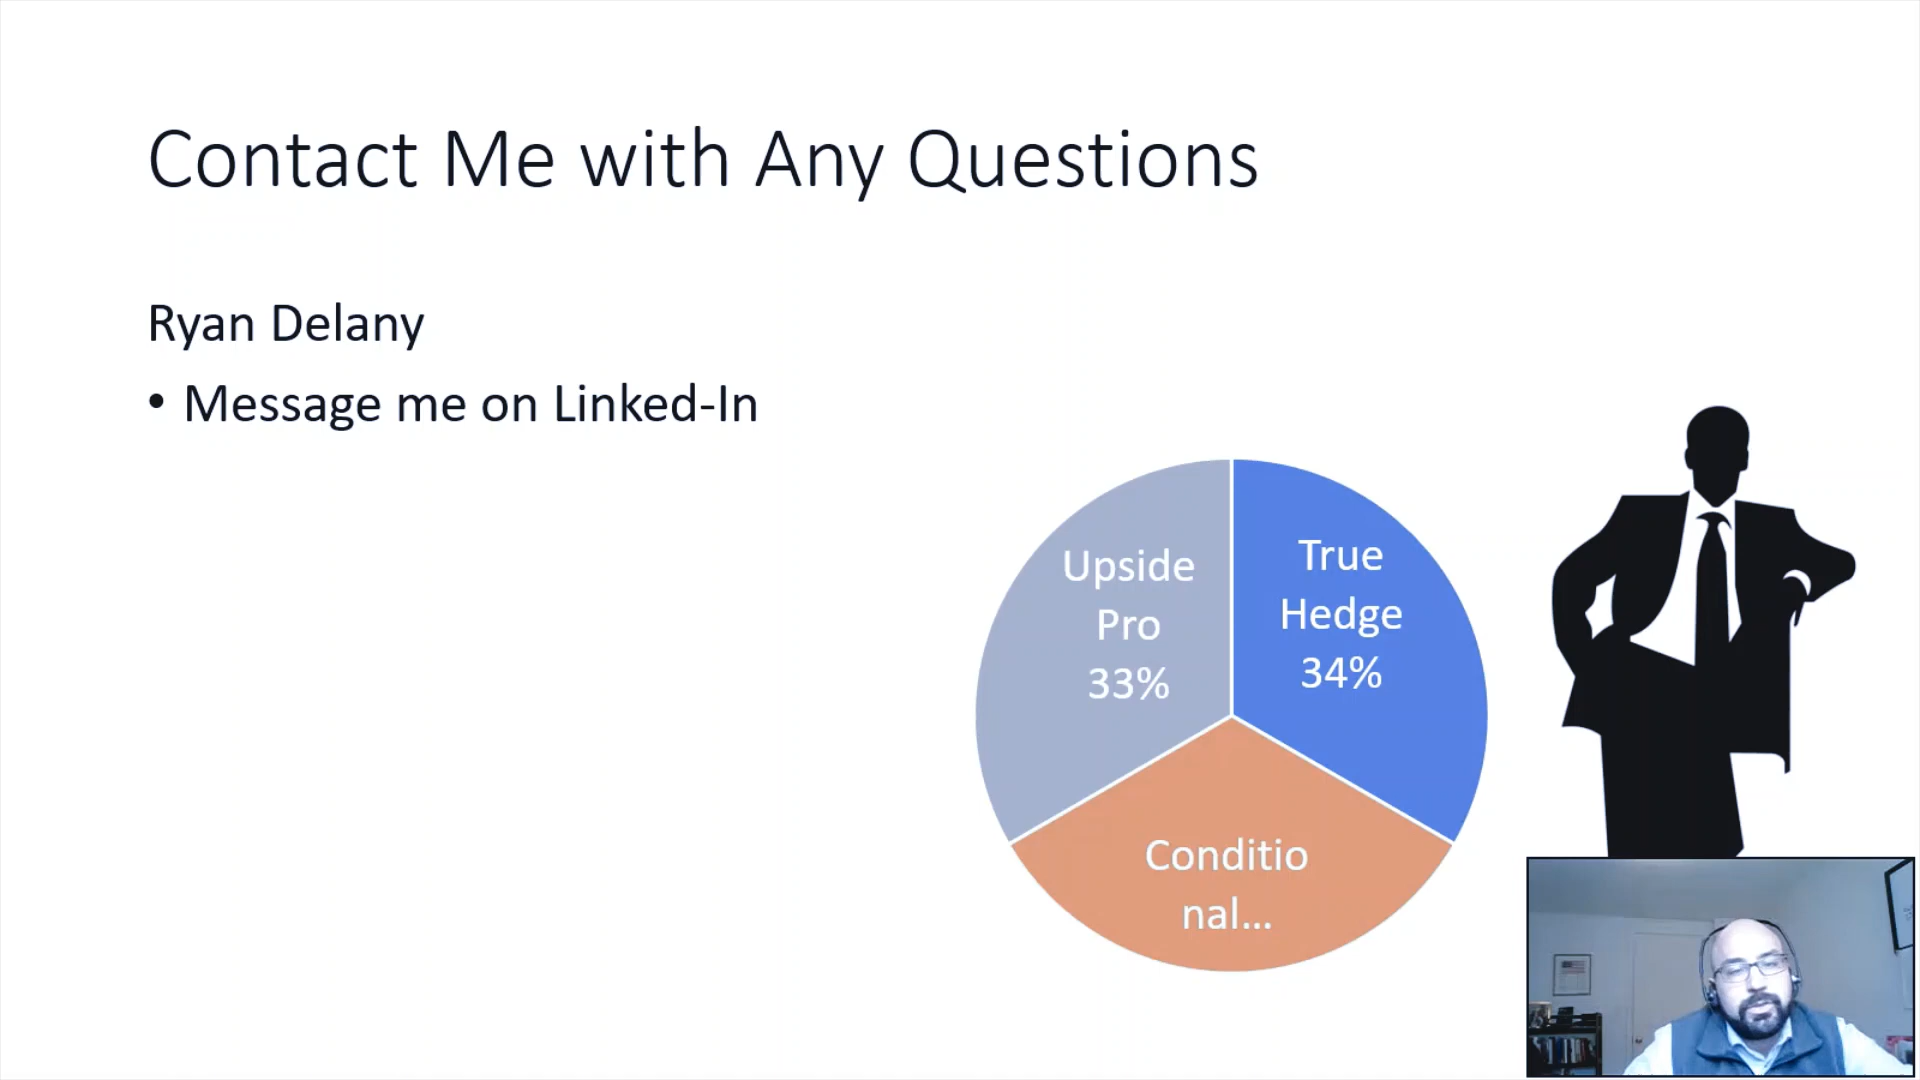 Contact Me with Any Questions
Ryan Delany
• Message me on Linked-In
Upside
Pro
33%
True
Hedge
34%
Conditio
nal...